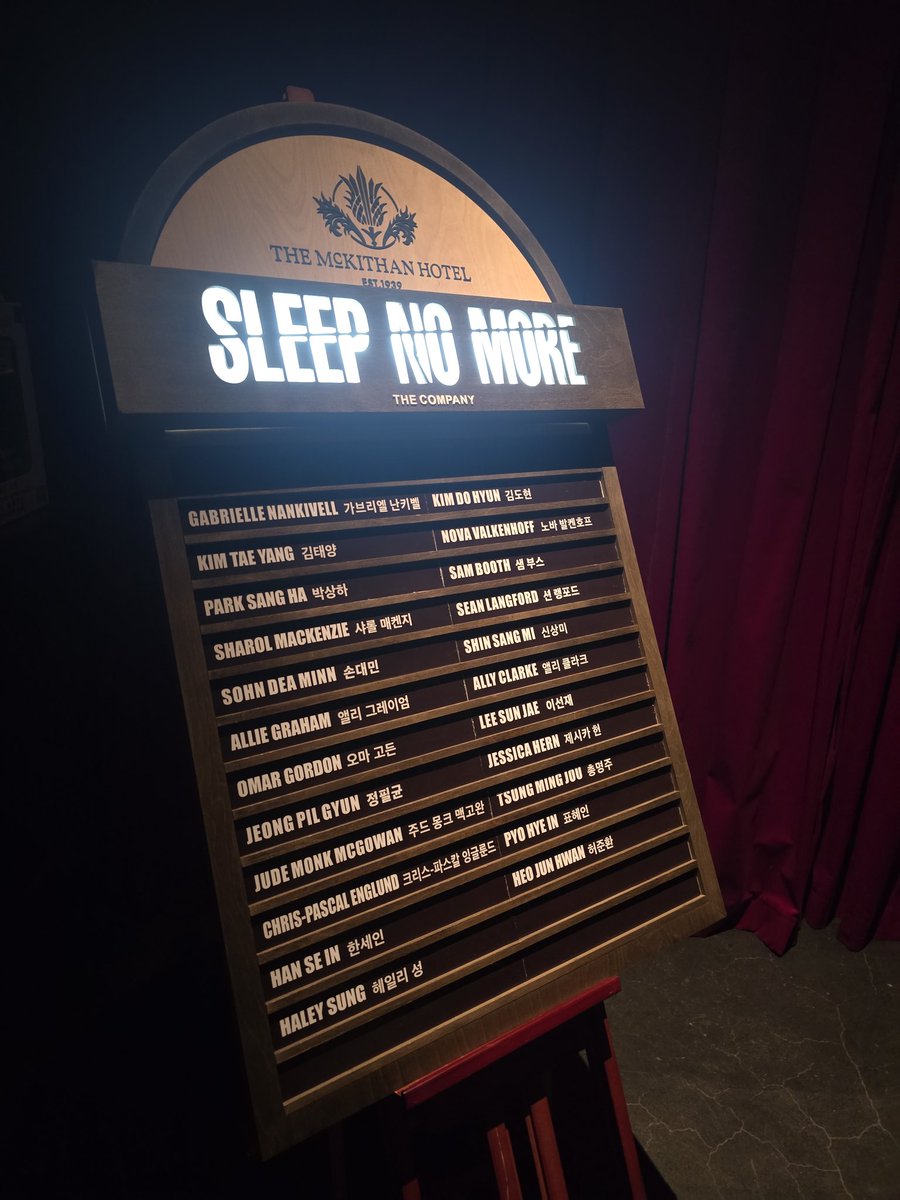 THE McKITHAN HOTEL
EST.1939
SLEEP NO MORE
THE COMPANY
GABRIELLE NANKIVELL 가브리엘 난키벨
KIM TAE YANG 김태양
PARK SANG HA 박상하
SHAROL MACKENZIE 샤롤 매켄지
SOHN DEA MINN 손대민
ALLIE GRAHAM 앨리 그레이엄
OMAR GORDON 오마 고든
JEONG PIL GYUN 정필균
JUDE MONK MCGOWAN 주드 몽크 맥고완
CHRIS-PASCAL ENGLUND 크리스-파스칼 잉글룬드
HAN SE IN 한세인
HALEY SUNG 헤일리 성
KIM DO HYUN 김도현
NOVA VALKENHOFF 노바 발켄호프
SAM BOOTH 샘 부스
SEAN LANGFORD 션 랭포드
SHIN SANG MI 신상미
ALLY CLARKE 앨리 클라크
LEE SUN JAE 이선재
JESSICA HERN 제시카 헌
TSUNG MING JOU 총명주
PYO HYE IN 표혜인
HEO JUN HWAN 허준환